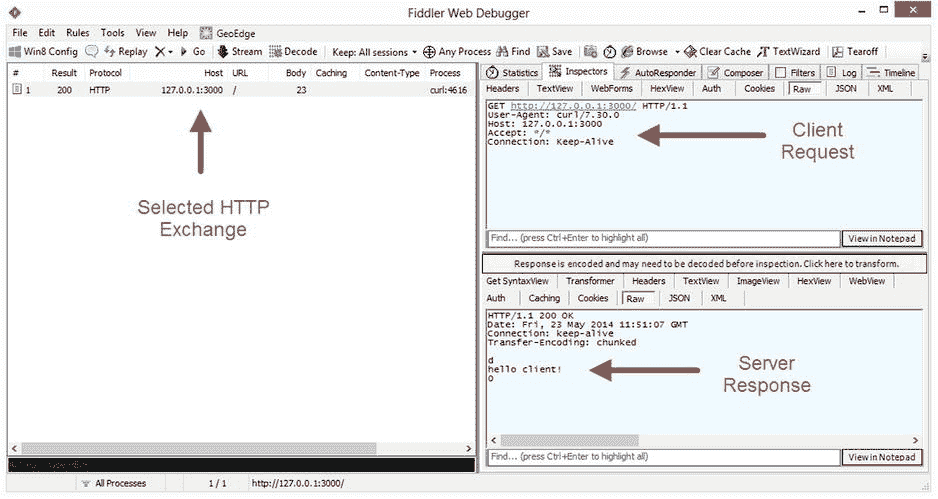 Fiddler Web Debugger
File Edit Rules Tools View Help GeoEdge
Win8 Config Replay X Go Stream Decode Keep: All sessions Any Process Find Save Browse Clear Cache TextWizard Tearoff
# Result Protocol Host URL Body Caching Content-Type Process
1 200 HTTP 127.0.0.1:3000 / 23 curl:4616
Selected HTTP
Exchange
Statistics Inspectors AutoResponder Composer Filters Log Timeline
Headers TextView WebForms HexView Auth Cookies Raw JSON XML
GET http://127.0.0.1:3000/ HTTP/1.1
User-Agent: curl/7.30.0
Host: 127.0.0.1:3000
Accept: */*
Connection: Keep-Alive
Client
Request
Find... (press Ctrl+Enter to highlight all) View in Notepad
Response is encoded and may need to be decoded before inspection. Click here to transform.
Get SyntaxView Transformer Headers TextView ImageView HexView WebView
Auth Caching Cookies Raw JSON XML
HTTP/1.1 200 OK
Date: Fri, 23 May 2014 11:51:07 GMT
Connection: keep-alive
Transfer-Encoding: chunked
d
hello client!
0
Server
Response
Find... (press Ctrl+Enter to highlight all) View in Notepad
All Processes 1 / 1 http://127.0.0.1:3000/